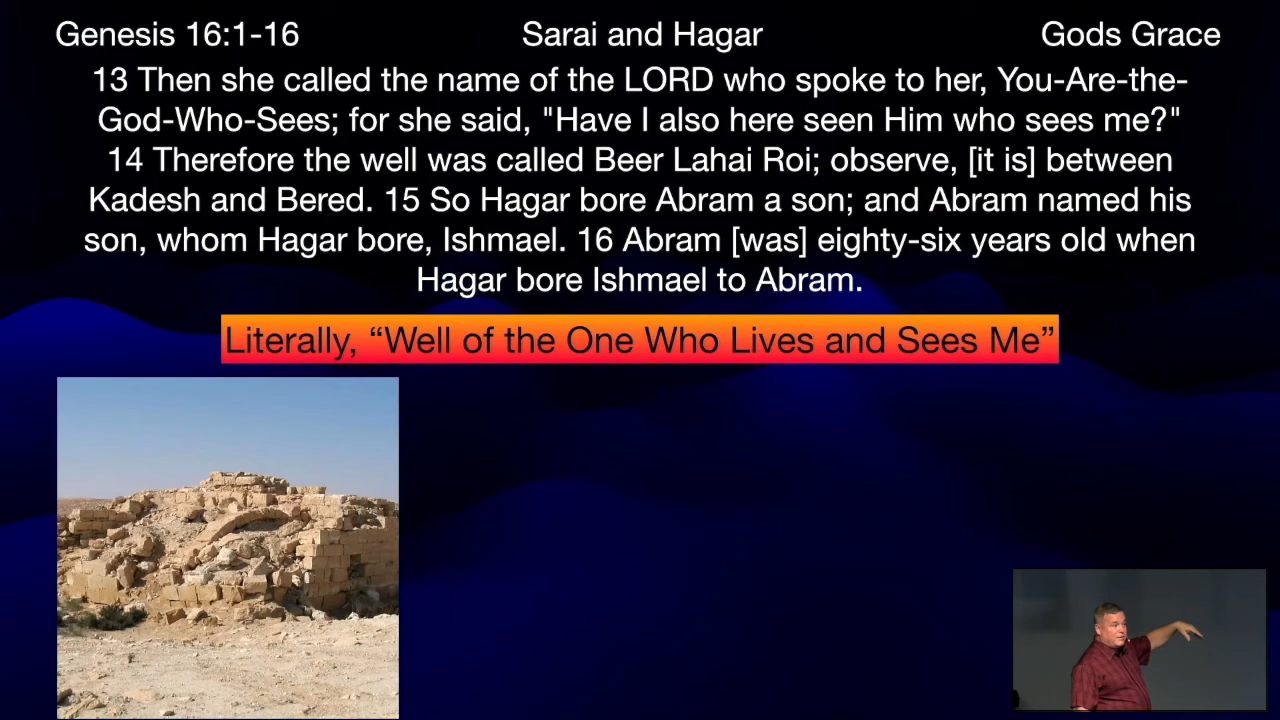 Genesis 16:1-16 Sarai and Hagar Gods Grace
13 Then she called the name of the LORD who spoke to her, You-Are-the-
God-Who-Sees; for she said, "Have I also here seen Him who sees me?"
14 Therefore the well was called Beer Lahai Roi; observe, [it is] between
Kadesh and Bered. 15 So Hagar bore Abram a son; and Abram named his
son, whom Hagar bore, Ishmael. 16 Abram [was] eighty-six years old when
Hagar bore Ishmael to Abram.
Literally, “Well of the One Who Lives and Sees Me”